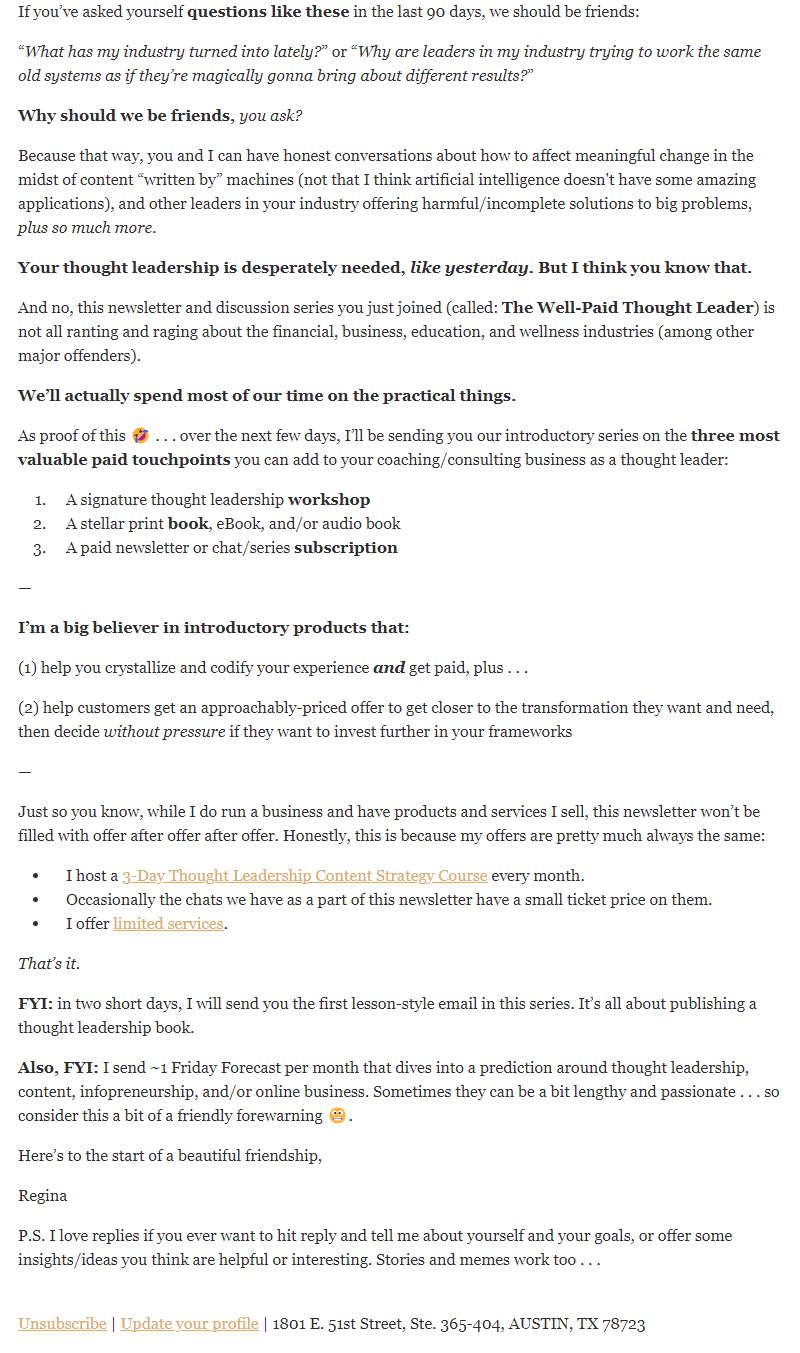 If you’ve asked yourself questions like these in the last 90 days, we should be friends:
“What has my industry turned into lately?” or “Why are leaders in my industry trying to work the same
old systems as if they’re magically gonna bring about different results?”
Why should we be friends, you ask?
Because that way, you and I can have honest conversations about how to affect meaningful change in the
midst of content “written by” machines (not that I think artificial intelligence doesn't have some amazing
applications), and other leaders in your industry offering harmful/incomplete solutions to big problems,
plus so much more.
Your thought leadership is desperately needed, like yesterday. But I think you know that.
And no, this newsletter and discussion series you just joined (called: The Well-Paid Thought Leader) is
not all ranting and raging about the financial, business, education, and wellness industries (among other
major offenders).
We’ll actually spend most of our time on the practical things.
As proof of this 🤣 . . . over the next few days, I’ll be sending you our introductory series on the three most
valuable paid touchpoints you can add to your coaching/consulting business as a thought leader:
1. A signature thought leadership workshop
2. A stellar print book, eBook, and/or audio book
3. A paid newsletter or chat/series subscription
—
I’m a big believer in introductory products that:
(1) help you crystallize and codify your experience and get paid, plus . . .
(2) help customers get an approachably-priced offer to get closer to the transformation they want and need,
then decide without pressure if they want to invest further in your frameworks
—
Just so you know, while I do run a business and have products and services I sell, this newsletter won’t be
filled with offer after offer after offer. Honestly, this is because my offers are pretty much always the same:
• I host a 3-Day Thought Leadership Content Strategy Course every month.
• Occasionally the chats we have as a part of this newsletter have a small ticket price on them.
• I offer limited services.
That’s it.
FYI: in two short days, I will send you the first lesson-style email in this series. It’s all about publishing a
thought leadership book.
Also, FYI: I send ~1 Friday Forecast per month that dives into a prediction around thought leadership,
content, infopreneurship, and/or online business. Sometimes they can be a bit lengthy and passionate . . . so
consider this a bit of a friendly forewarning 😬 .
Here’s to the start of a beautiful friendship,
Regina
P.S. I love replies if you ever want to hit reply and tell me about yourself and your goals, or offer some
insights/ideas you think are helpful or interesting. Stories and memes work too . . .
Unsubscribe | Update your profile | 1801 E. 51st Street, Ste. 365-404, AUSTIN, TX 78723